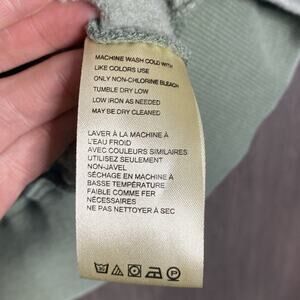 MACHINE WASH COLD WITH
LIKE COLORS USE
ONLY NON-CHLORINE BLEACH
TUMBLE DRY LOW
LOW IRON AS NEEDED
MAY BE DRY CLEANED
LAVER À LA MACHINE À
L'EAU FROID
AVEC COULEURS SIMILAIRES
UTILISEZ SEULEMENT
NON-JAVEL
SÉCHAGE EN MACHINE À
BASSE TEMPÉRATURE
FAIBLE COMME FER
NÉCESSAIRES
NE PAS NETTOYER À SEC
P